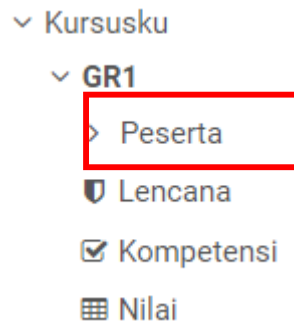 Kursusku
GR1
Peserta
Lencana
Kompetensi
Nilai